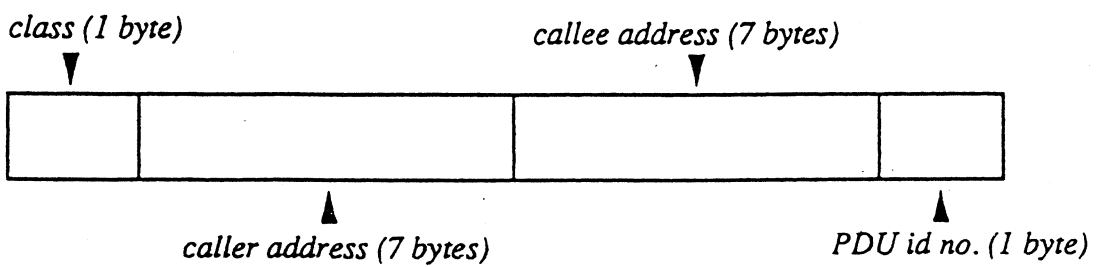 class (1 byte)
callee address (7 bytes)
caller address (7 bytes)
PDU id no. (1 byte)